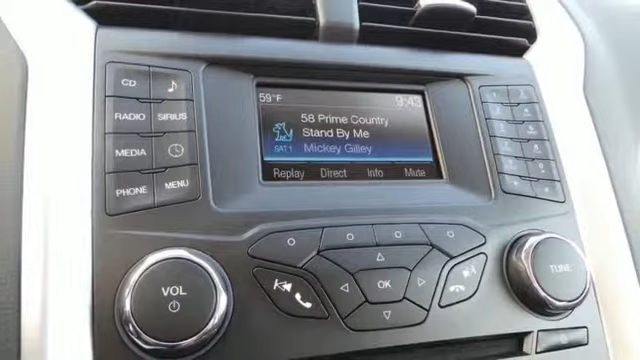 59°F 9:43
58 Prime Country
Stand By Me
SAT 1 Mickey Gilley
Replay Direct Info Mute
CD
RADIO SIRIUS
MEDIA
PHONE MENU
VOL
OK
TUNE